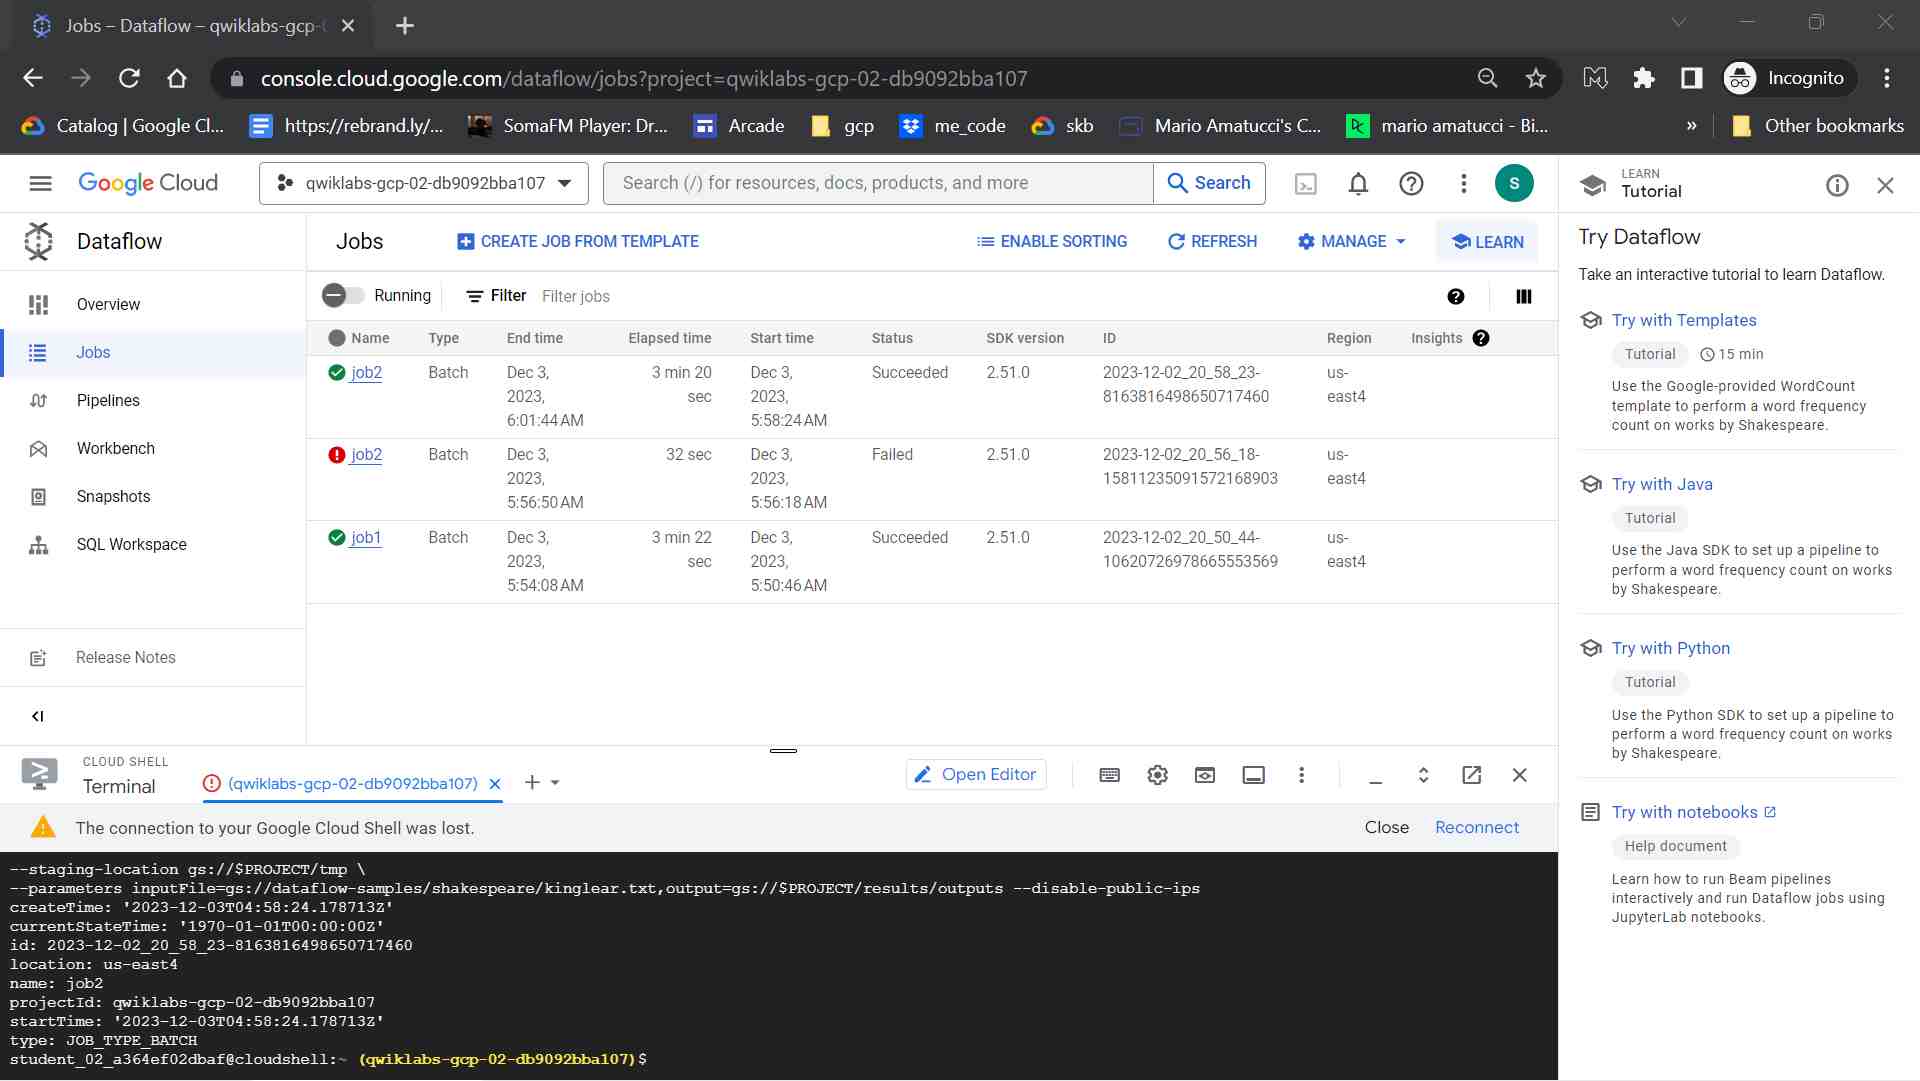 Jobs – Dataflow – qwiklabs-gcp-
console.cloud.google.com/dataflow/jobs?project=qwiklabs-gcp-02-db9092bba107
Incognito
Catalog | Google Cl...
https://rebrand.ly/...
SomaFM Player: Dr...
Arcade
gcp
me_code
skb
Mario Amatucci's C...
mario amatucci - Bi...
»
Other bookmarks
Google Cloud
qwiklabs-gcp-02-db9092bba107
Search (/) for resources, docs, products, and more
Search
S
LEARN
Tutorial
Dataflow
Jobs
CREATE JOB FROM TEMPLATE
ENABLE SORTING
REFRESH
MANAGE
LEARN
Overview
Jobs
Pipelines
Workbench
Snapshots
SQL Workspace
Release Notes
Running
Filter Filter jobs
Name Type End time Elapsed time Start time Status SDK version ID Region Insights
job2 Batch Dec 3, 2023, 6:01:44 AM 3 min 20 sec Dec 3, 2023, 5:58:24 AM Succeeded 2.51.0 2023-12-02_20_58_23-8163816498650717460 us-east4
job2 Batch Dec 3, 2023, 5:56:50 AM 32 sec Dec 3, 2023, 5:56:18 AM Failed 2.51.0 2023-12-02_20_56_18-15811235091572168903 us-east4
job1 Batch Dec 3, 2023, 5:54:08 AM 3 min 22 sec Dec 3, 2023, 5:50:46 AM Succeeded 2.51.0 2023-12-02_20_50_44-10620726978665553569 us-east4
Try Dataflow
Take an interactive tutorial to learn Dataflow.
Try with Templates
Tutorial 15 min
Use the Google-provided WordCount
template to perform a word frequency
count on works by Shakespeare.
Try with Java
Tutorial
Use the Java SDK to set up a pipeline to
perform a word frequency count on works
by Shakespeare.
Try with Python
Tutorial
Use the Python SDK to set up a pipeline to
perform a word frequency count on works
by Shakespeare.
Try with notebooks
Help document
Learn how to run Beam pipelines
interactively and run Dataflow jobs using
JupyterLab notebooks.
CLOUD SHELL
Terminal
(qwiklabs-gcp-02-db9092bba107)
Open Editor
The connection to your Google Cloud Shell was lost.
Close
Reconnect
--staging-location gs://$PROJECT/tmp \
--parameters inputFile=gs://dataflow-samples/shakespeare/kinglear.txt,output=gs://$PROJECT/results/outputs --disable-public-ips
createTime: '2023-12-03T04:58:24.178713Z'
currentStateTime: '1970-01-01T00:00:00Z'
id: 2023-12-02_20_58_23-8163816498650717460
location: us-east4
name: job2
projectId: qwiklabs-gcp-02-db9092bba107
startTime: '2023-12-03T04:58:24.178713Z'
type: JOB_TYPE_BATCH
student_02_a364ef02dbaf@cloudshell:~ (qwiklabs-gcp-02-db9092bba107)$